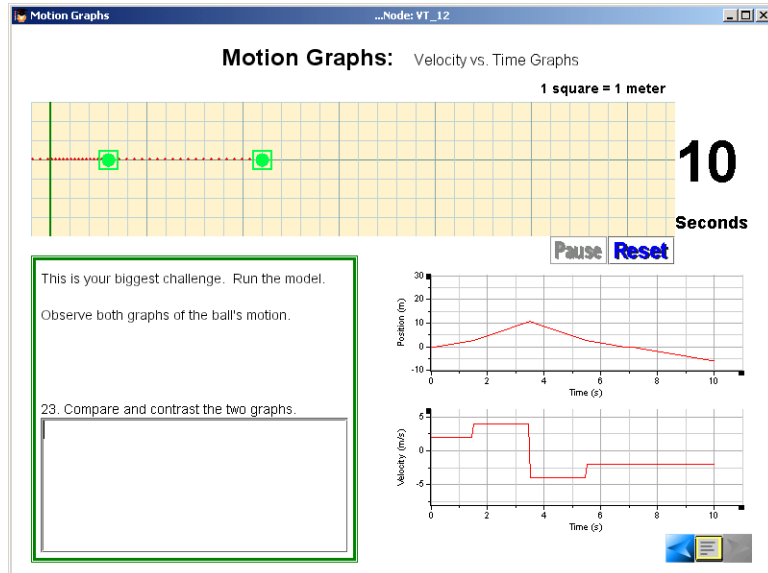 Motion Graphs ...Node: VT_12
Motion Graphs: Velocity vs. Time Graphs
1 square = 1 meter
10
Seconds
Pause Reset
This is your biggest challenge. Run the model.
Observe both graphs of the ball's motion.
23. Compare and contrast the two graphs.
30
20
10
0
-10
Position (m)
0 2 4 6 8 10
Time (s)
5
0
-5
Velocity (m/s)
0 2 4 6 8 10
Time (s)